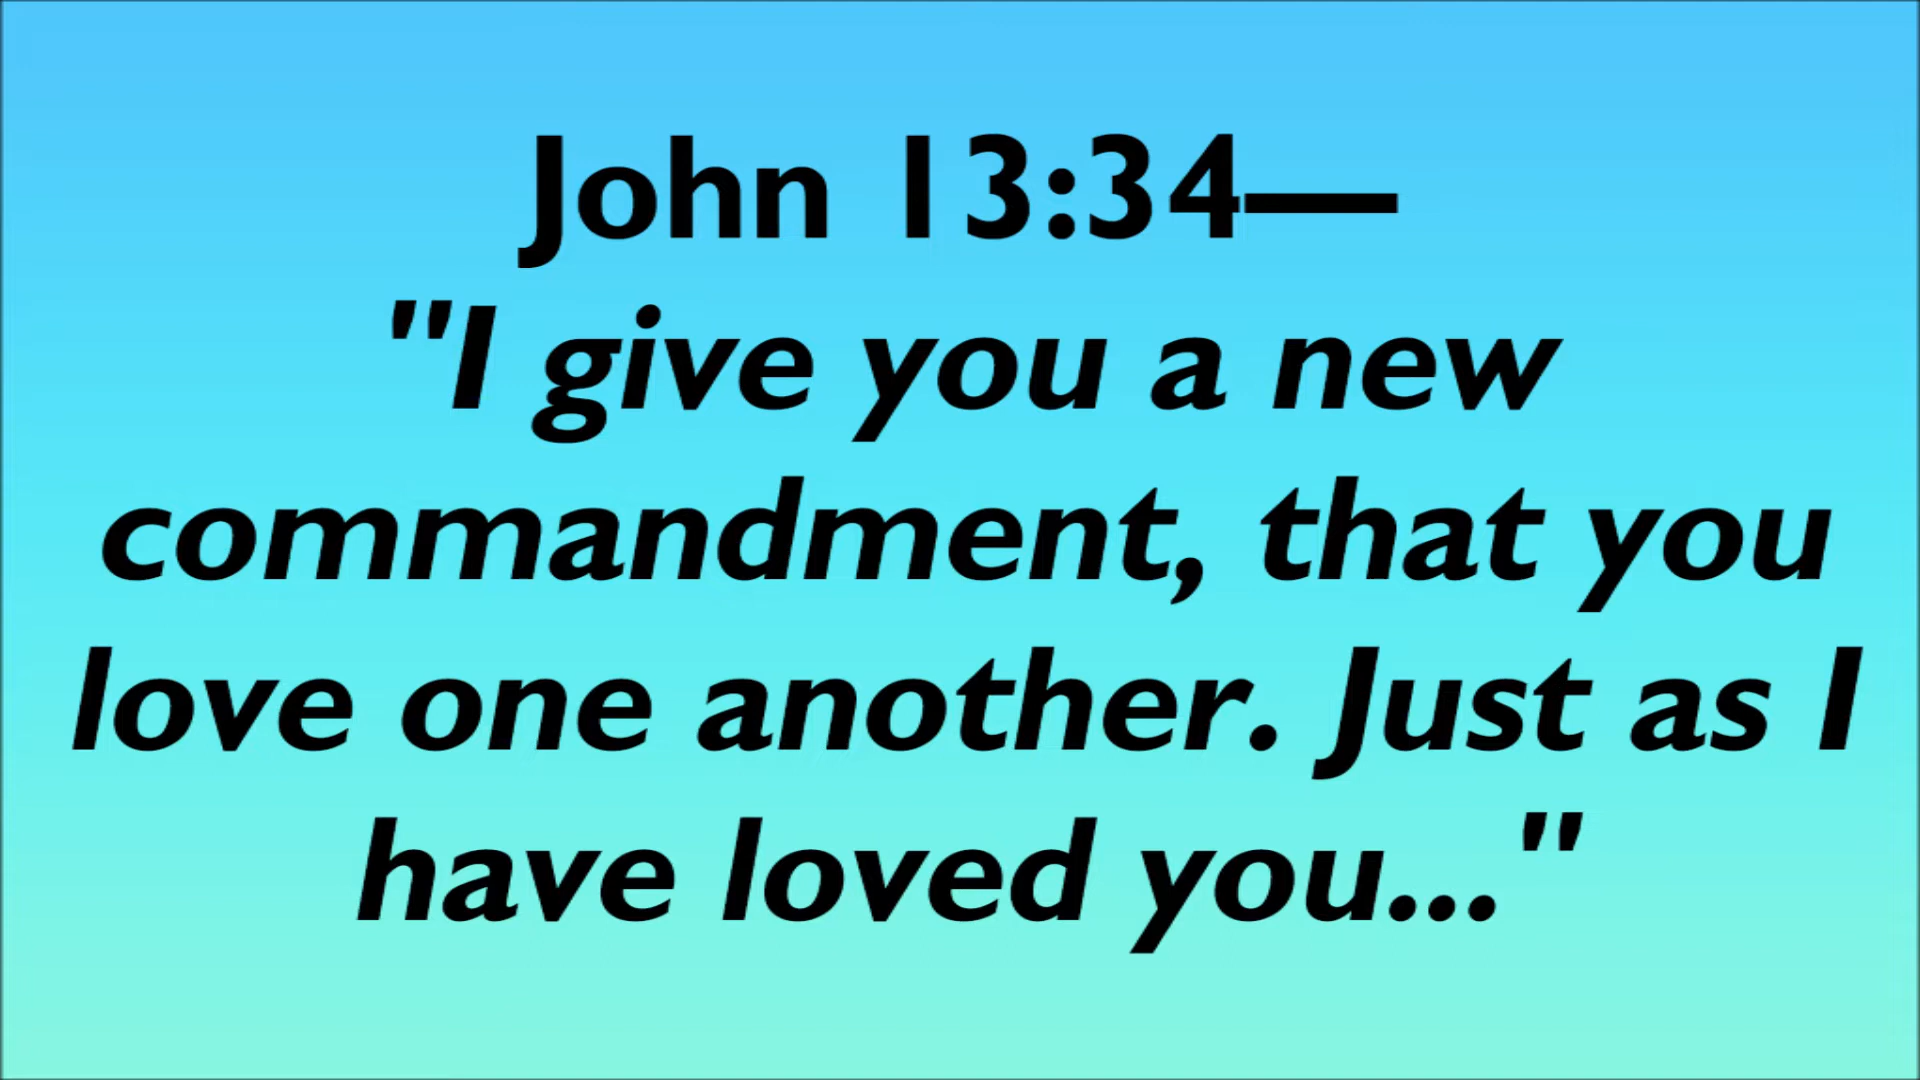 John 13:34—
"I give you a new
commandment, that you
love one another. Just as I
have loved you..."